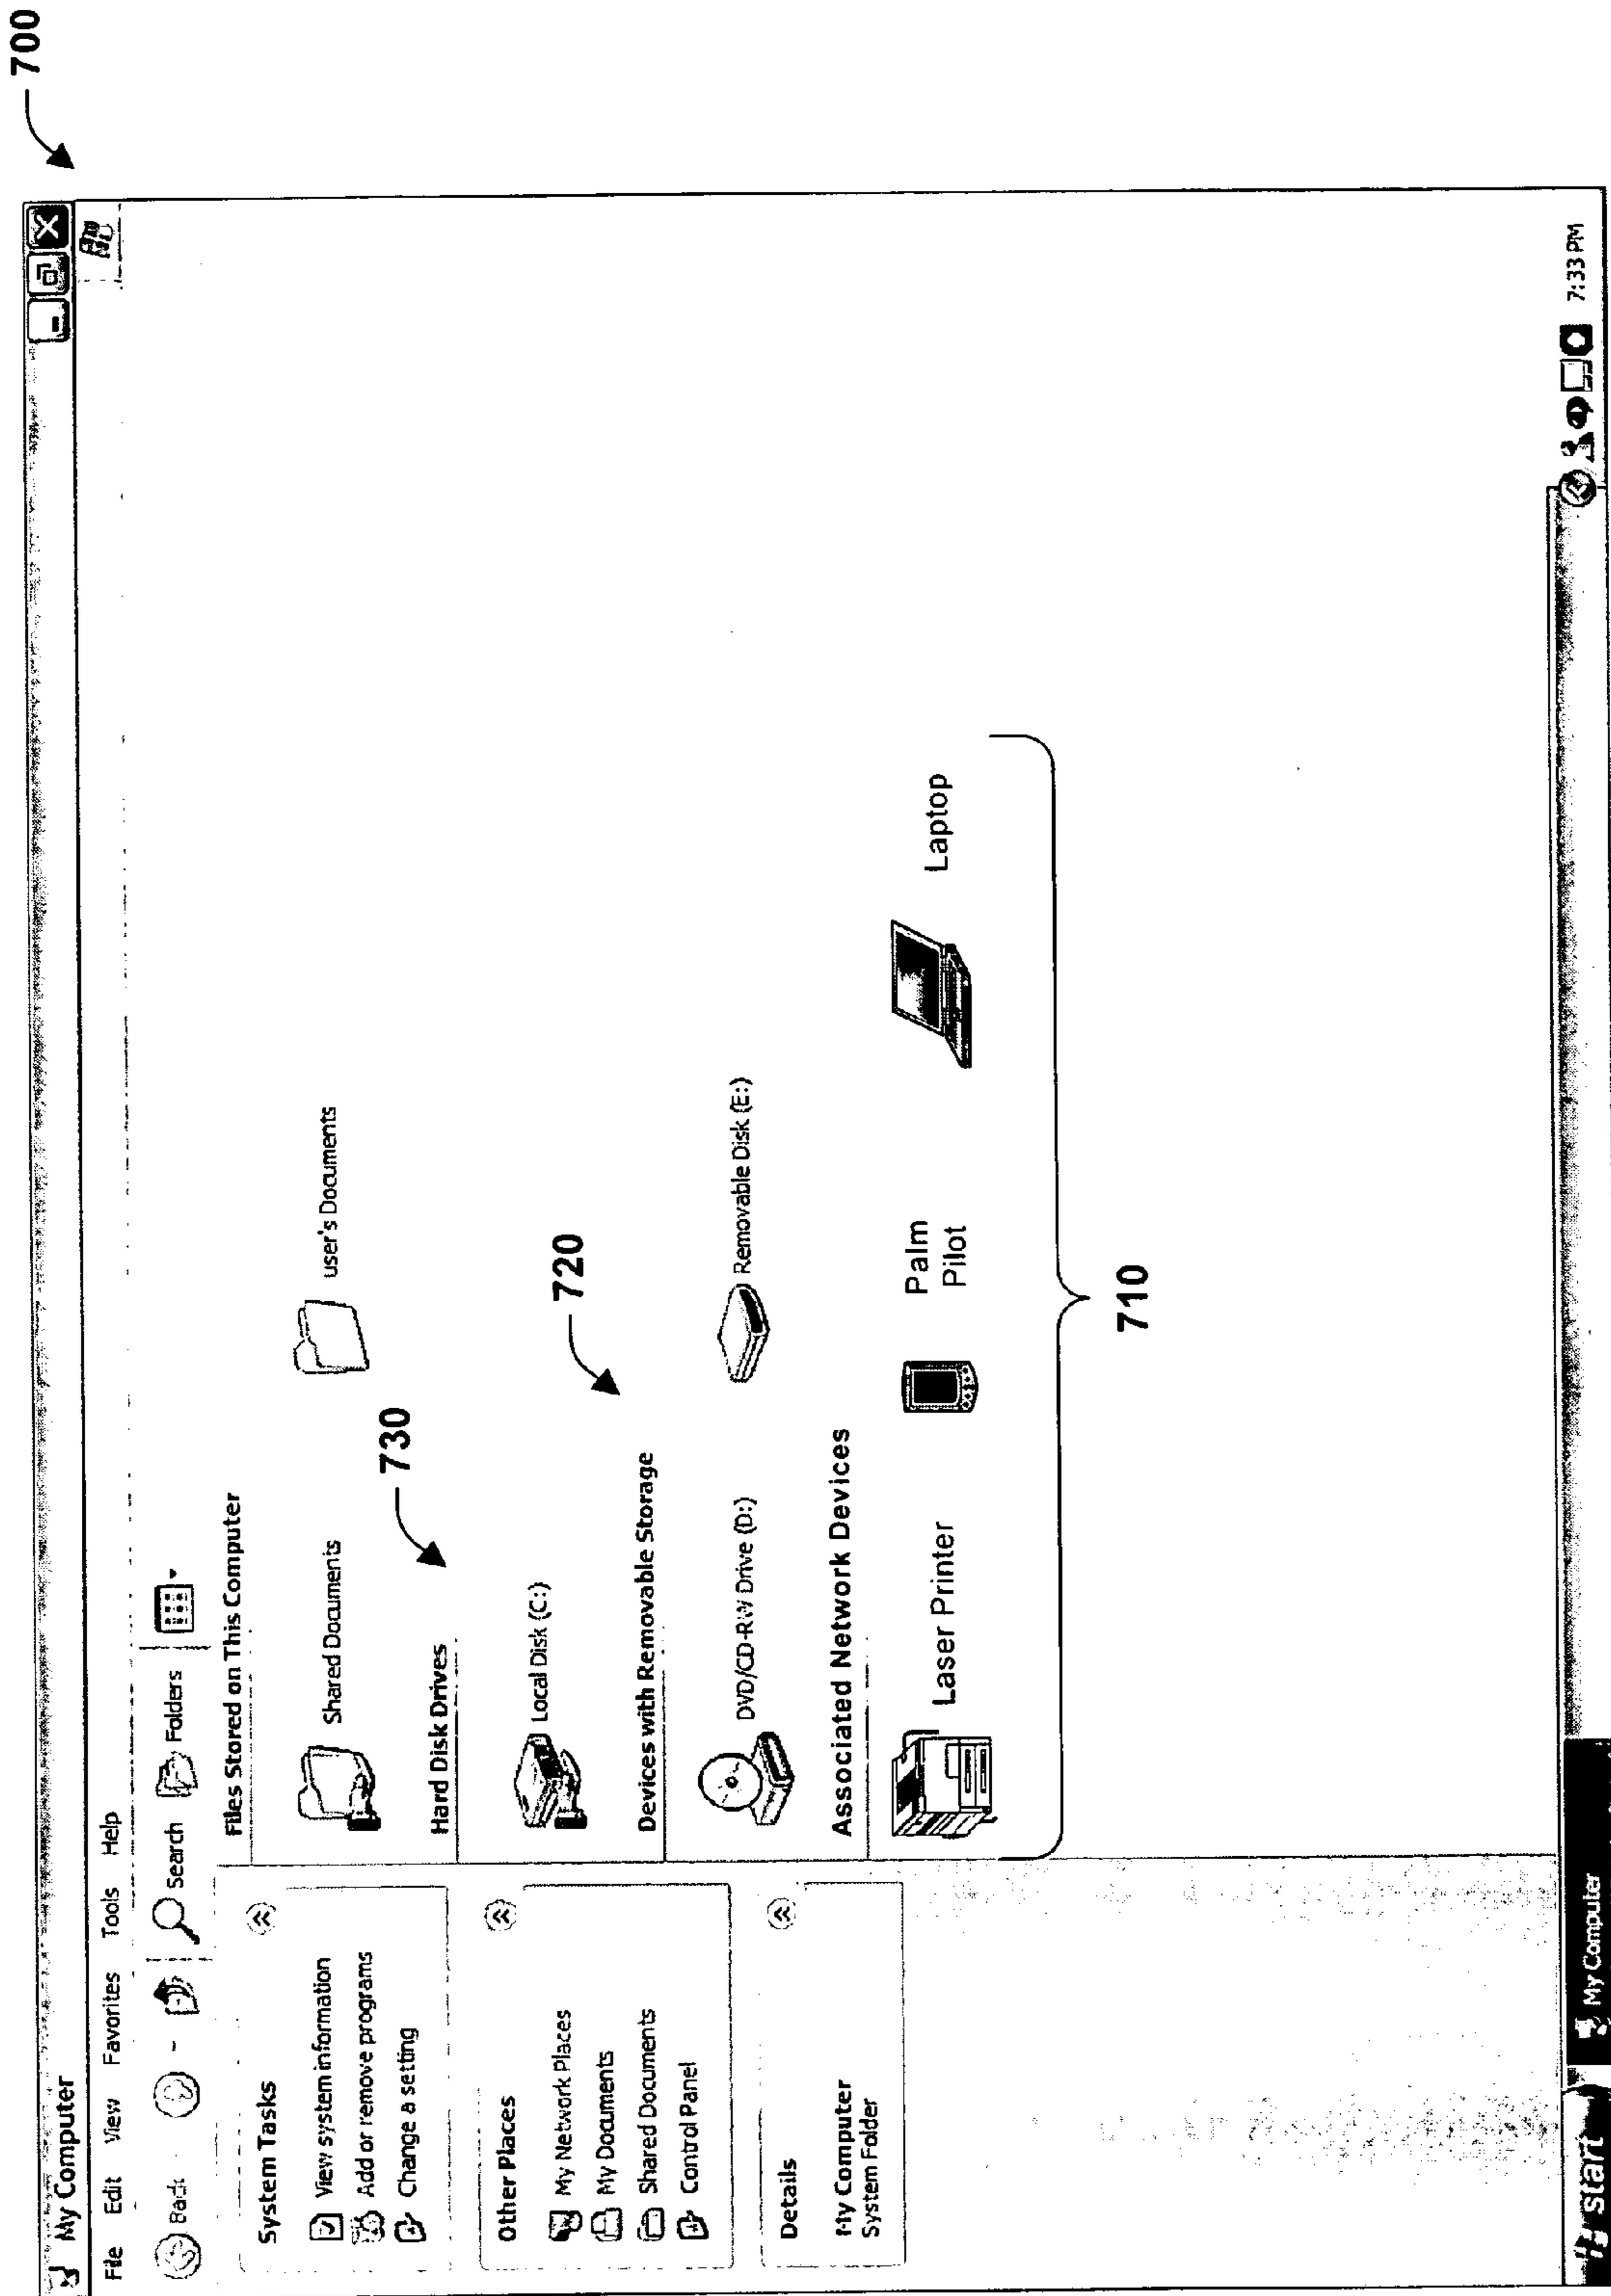 700
My Computer
File Edit View Favorites Tools Help
Back Search Folders
System Tasks
View system information
Add or remove programs
Change a setting
Other Places
My Network Places
My Documents
Shared Documents
Control Panel
Details
My Computer
System Folder
Files Stored on This Computer
Shared Documents user's Documents
730
Hard Disk Drives
Local Disk (C:)
720
Devices with Removable Storage
DVD/CD-RW Drive (D:) Removable Disk (E:)
Associated Network Devices
Laser Printer
Palm
Pilot
Laptop
710
start My Computer 7:33 PM